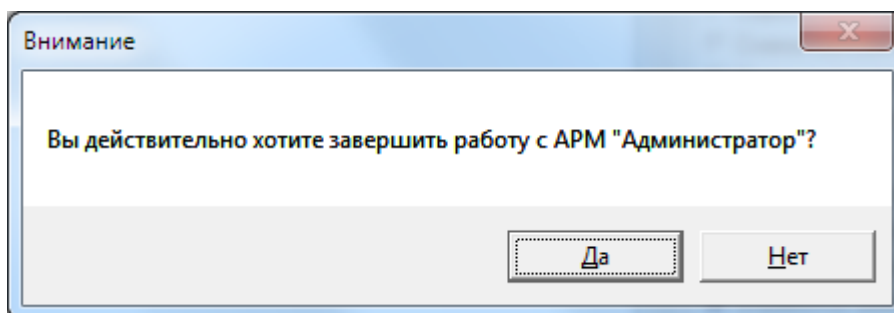 Внимание
Вы действительно хотите завершить работу с АРМ "Администратор"?
Да
Нет